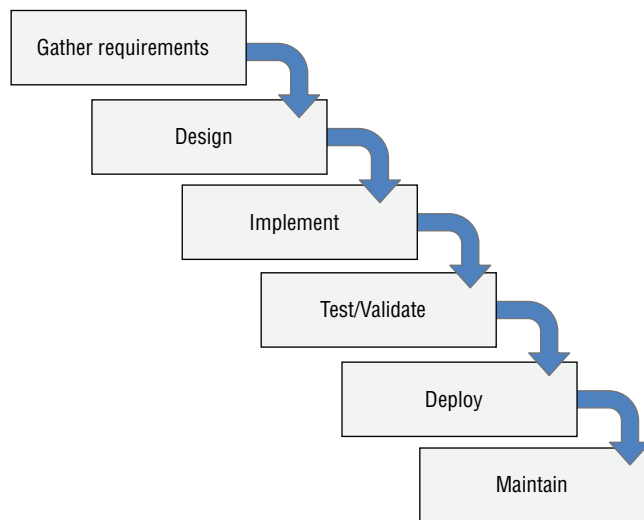 Gather requirements
Design
Implement
Test/Validate
Deploy
Maintain